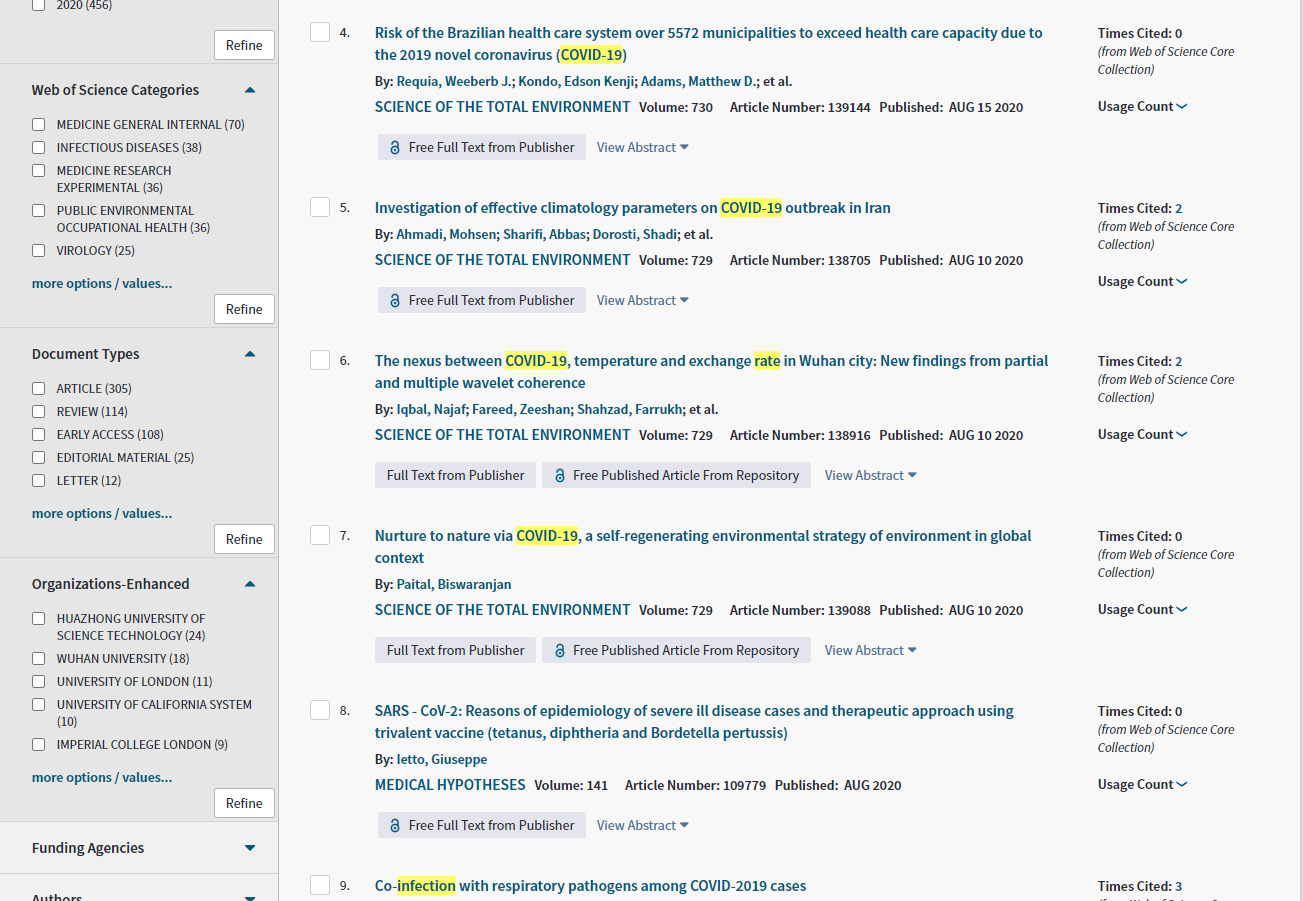 2020 (456)
Refine
Web of Science Categories
MEDICINE GENERAL INTERNAL (70)
INFECTIOUS DISEASES (38)
MEDICINE RESEARCH
EXPERIMENTAL (36)
PUBLIC ENVIRONMENTAL
OCCUPATIONAL HEALTH (36)
VIROLOGY (25)
more options / values...
Refine
Document Types
ARTICLE (305)
REVIEW (114)
EARLY ACCESS (108)
EDITORIAL MATERIAL (25)
LETTER (12)
more options / values...
Refine
Organizations-Enhanced
HUAZHONG UNIVERSITY OF
SCIENCE TECHNOLOGY (24)
WUHAN UNIVERSITY (18)
UNIVERSITY OF LONDON (11)
UNIVERSITY OF CALIFORNIA SYSTEM
(10)
IMPERIAL COLLEGE LONDON (9)
more options / values...
Refine
Funding Agencies
Authors
4. Risk of the Brazilian health care system over 5572 municipalities to exceed health care capacity due to
the 2019 novel coronavirus (COVID-19)
By: Requia, Weeberb J.; Kondo, Edson Kenji; Adams, Matthew D.; et al.
SCIENCE OF THE TOTAL ENVIRONMENT Volume: 730 Article Number: 139144 Published: AUG 15 2020
Free Full Text from Publisher View Abstract
Times Cited: 0
(from Web of Science Core
Collection)
Usage Count
5. Investigation of effective climatology parameters on COVID-19 outbreak in Iran
By: Ahmadi, Mohsen; Sharifi, Abbas; Dorosti, Shadi; et al.
SCIENCE OF THE TOTAL ENVIRONMENT Volume: 729 Article Number: 138705 Published: AUG 10 2020
Free Full Text from Publisher View Abstract
Times Cited: 2
(from Web of Science Core
Collection)
Usage Count
6. The nexus between COVID-19, temperature and exchange rate in Wuhan city: New findings from partial
and multiple wavelet coherence
By: Iqbal, Najaf; Fareed, Zeeshan; Shahzad, Farrukh; et al.
SCIENCE OF THE TOTAL ENVIRONMENT Volume: 729 Article Number: 138916 Published: AUG 10 2020
Full Text from Publisher Free Published Article From Repository View Abstract
Times Cited: 2
(from Web of Science Core
Collection)
Usage Count
7. Nurture to nature via COVID-19, a self-regenerating environmental strategy of environment in global
context
By: Paital, Biswaranjan
SCIENCE OF THE TOTAL ENVIRONMENT Volume: 729 Article Number: 139088 Published: AUG 10 2020
Full Text from Publisher Free Published Article From Repository View Abstract
Times Cited: 0
(from Web of Science Core
Collection)
Usage Count
8. SARS - CoV-2: Reasons of epidemiology of severe ill disease cases and therapeutic approach using
trivalent vaccine (tetanus, diphtheria and Bordetella pertussis)
By: Ietto, Giuseppe
MEDICAL HYPOTHESES Volume: 141 Article Number: 109779 Published: AUG 2020
Free Full Text from Publisher View Abstract
Times Cited: 0
(from Web of Science Core
Collection)
Usage Count
9. Co-infection with respiratory pathogens among COVID-2019 cases
Times Cited: 3